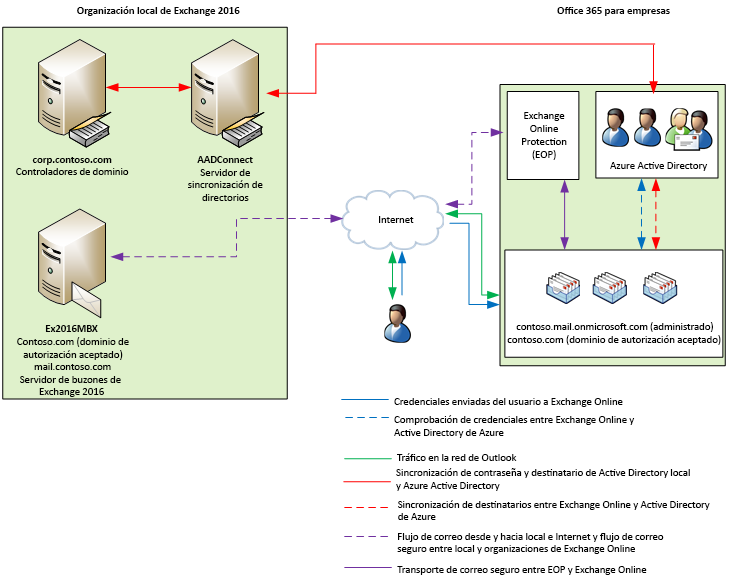 Organización local de Exchange 2016
Office 365 para empresas
corp.contoso.com
Controladores de dominio
AADConnect
Servidor de
sincronización de
directorios
Exchange
Online
Protection
(EOP)
Azure Active Directory
Internet
Ex2016MBX
Contoso.com (dominio de
autorización aceptado)
mail.contoso.com
Servidor de buzones de
Exchange 2016
contoso.mail.onmicrosoft.com (administrado)
contoso.com (dominio de autorización aceptado)
Credenciales enviadas del usuario a Exchange Online
Comprobación de credenciales entre Exchange Online y
Active Directory de Azure
Tráfico en la red de Outlook
Sincronización de contraseña y destinatario de Active Directory local
y Azure Active Directory
Sincronización de destinatarios entre Exchange Online y Active Directory
de Azure
Flujo de correo desde y hacia local e Internet y flujo de correo
seguro entre local y organizaciones de Exchange Online
Transporte de correo seguro entre EOP y Exchange Online